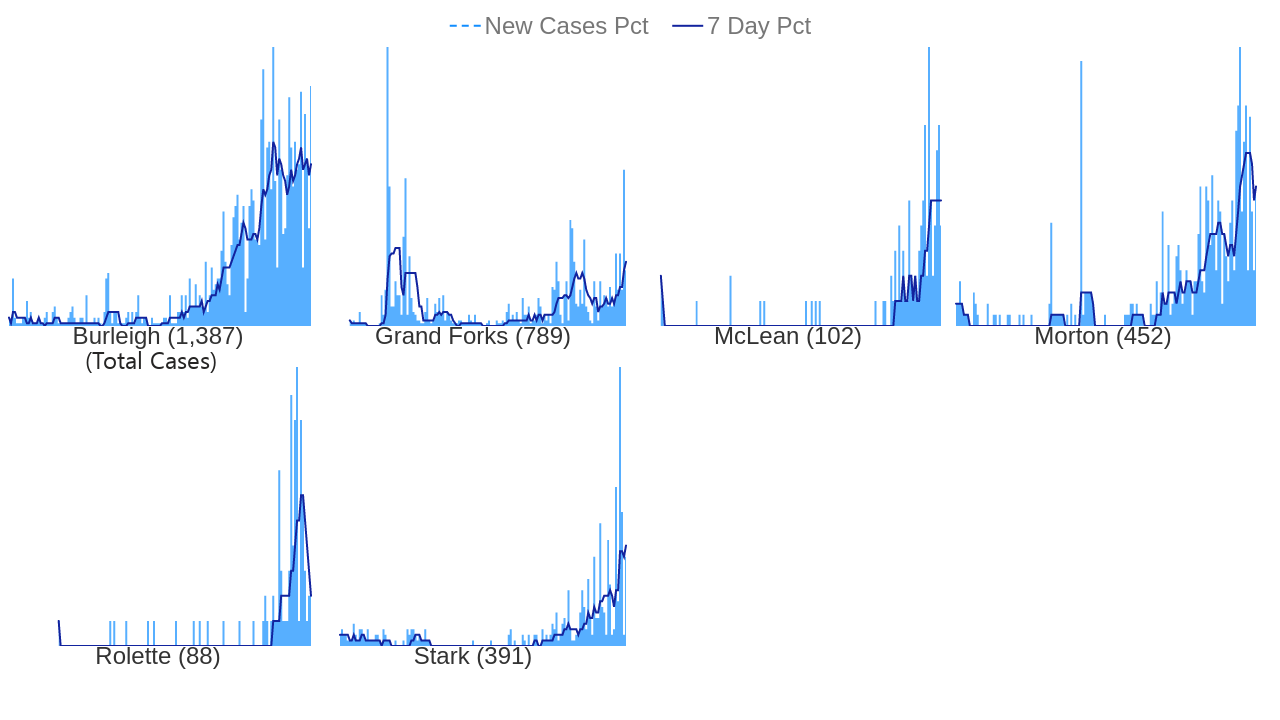 New Cases Pct 7 Day Pct
Burleigh (1,387) Grand Forks (789) McLean (102) Morton (452)
(Total Cases)
Rolette (88) Stark (391)